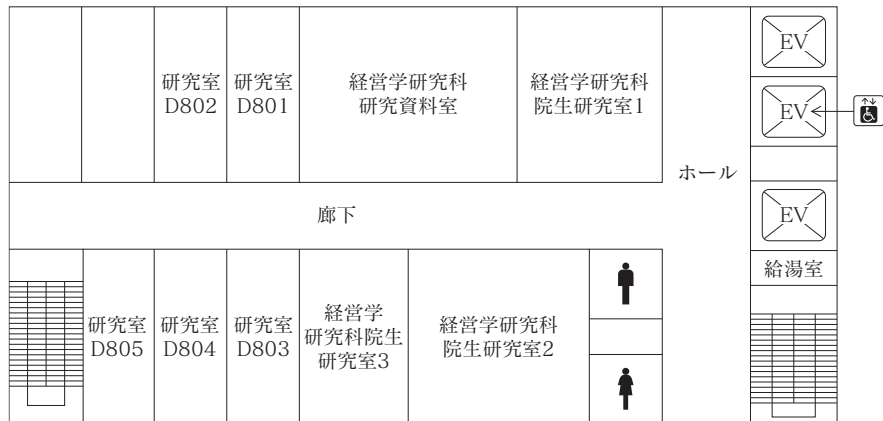 研究室
D802
研究室
D801
経営学研究科
研究資料室
経営学研究科
院生研究室1
EV
EV
ホール
EV
廊下
給湯室
研究室
D805
研究室
D804
研究室
D803
経営学
研究科院生
研究室3
経営学研究科
院生研究室2